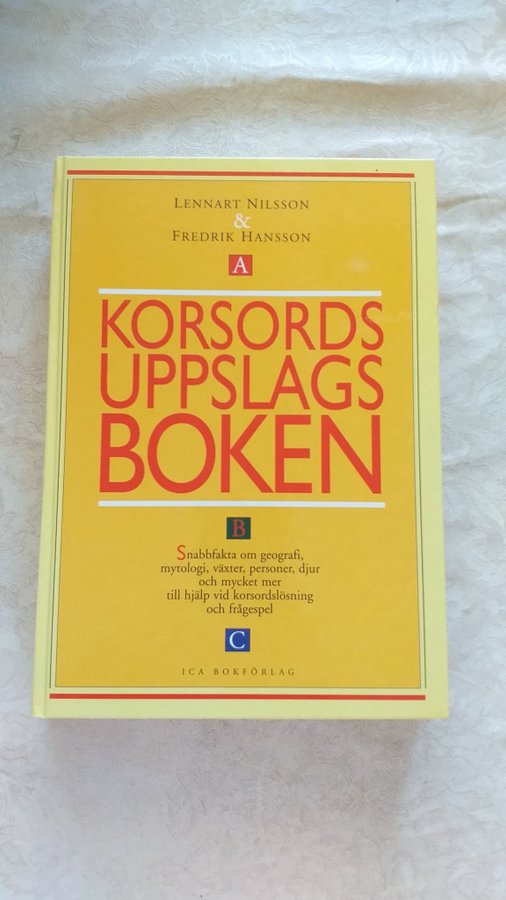 LENNART NILSSON
&
FREDRIK HANSSON
A
KORSORDS
UPPSLAGS
BOKEN
B
Snabbfakta om geografi,
mytologi, växter, personer, djur
och mycket mer
till hjälp vid korsordslösning
och frågespel
C
ICA BOKFÖRLAG